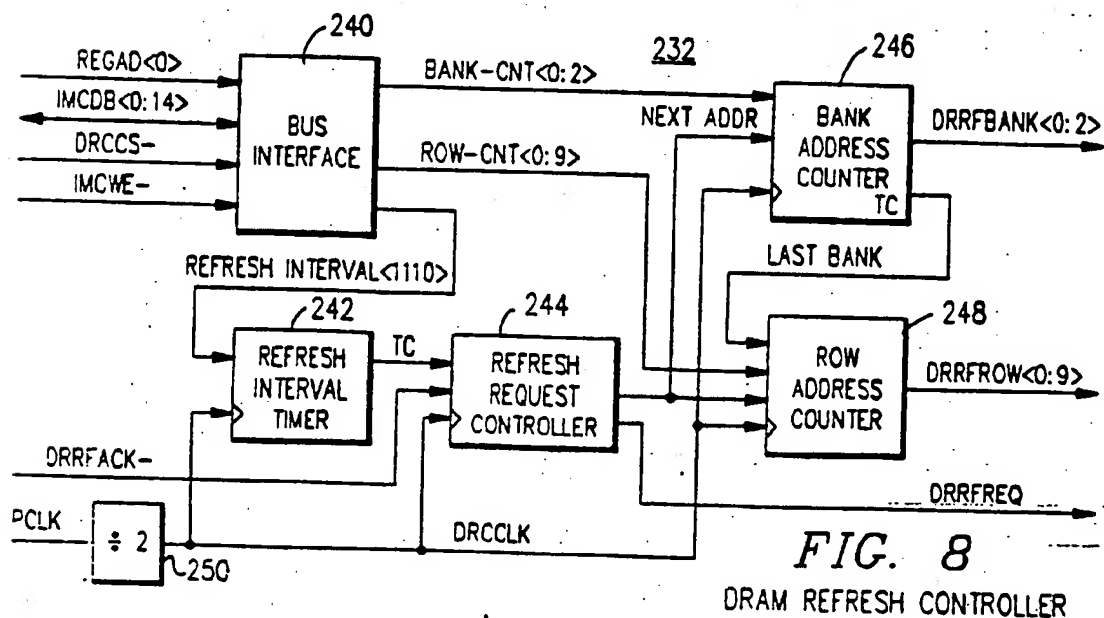 240
232
246
REGAD<0>
BANK-CNT<0:2>
IMCDB<0:14>
BUS
INTERFACE
NEXT ADDR
BANK
ADDRESS
COUNTER
TC
DRRFBANK<0:2>
DRCCS-
ROW-CNT<0:9>
IMCWE-
LAST BANK
REFRESH INTERVAL<1110>
242
244
248
REFRESH
INTERVAL
TIMER
TC
REFRESH
REQUEST
CONTROLLER
ROW
ADDRESS
COUNTER
DRRFROW<0:9>
DRRFACK-
DRRFREQ
PCLK
÷ 2
250
DRCCLK
FIG. 8
DRAM REFRESH CONTROLLER